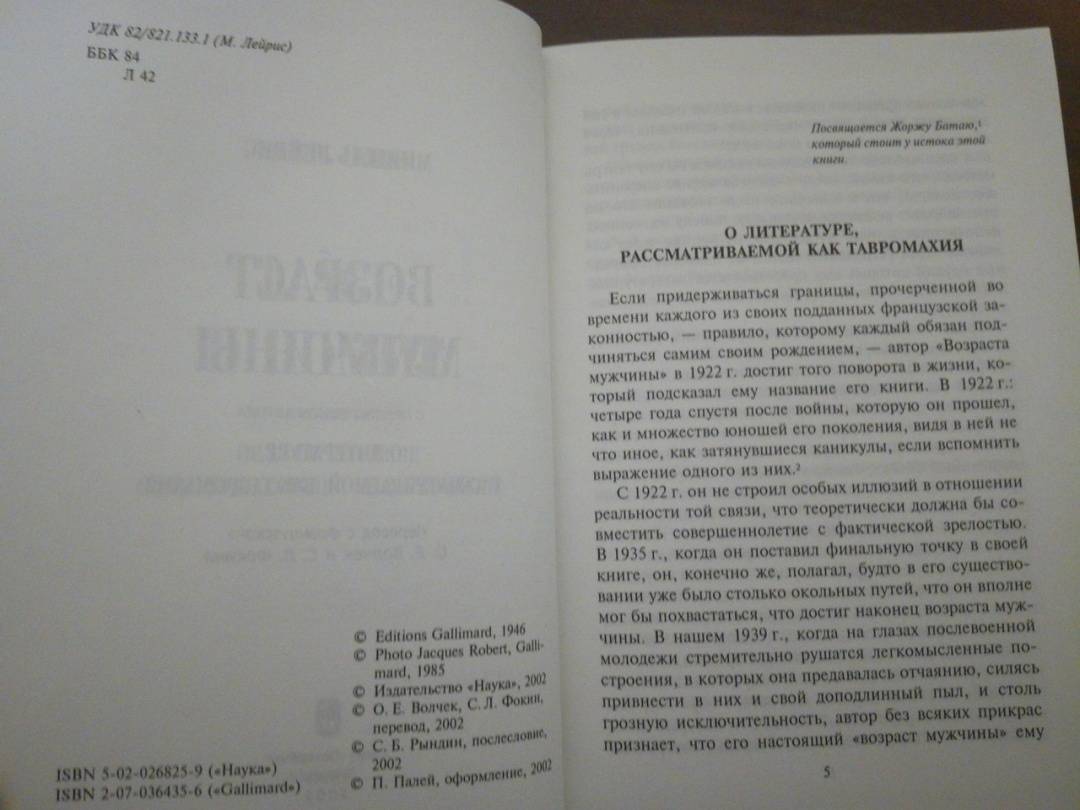 УДК 82/821.133.1 (М. Лейрис)
ББК 84
Л 42
© Editions Gallimard, 1946
© Photo Jacques Robert, Galli-
mard, 1985
© Издательство «Наука», 2002
© О. Е. Волчек, С. Л. Фокин,
перевод, 2002
© С. Б. Рындин, послесловие,
2002
© П. Палей, оформление, 2002
ISBN 5-02-026825-9 («Наука»)
ISBN 2-07-036435-6 («Gallimard»)
Посвящается Жоржу Батаю,¹
который стоит у истока этой
книги.
О ЛИТЕРАТУРЕ,
РАССМАТРИВАЕМОЙ КАК ТАВРОМАХИЯ
Если придерживаться границы, прочерченной во
времени каждого из своих подданных французской за-
конностью, — правило, которому каждый обязан под-
чиняться самим своим рождением, — автор «Возраста
мужчины» в 1922 г. достиг того поворота в жизни, ко-
торый подсказал ему название его книги. В 1922 г.:
четыре года спустя после войны, которую он прошел,
как и множество юношей его поколения, видя в ней не
что иное, как затянувшиеся каникулы, если вспомнить
выражение одного из них.²
С 1922 г. он не строил особых иллюзий в отношении
реальности той связи, что теоретически должна бы со-
вместить совершеннолетие с фактической зрелостью.
В 1935 г., когда он поставил финальную точку в своей
книге, он, конечно же, полагал, будто в его существо-
вании уже было столько окольных путей, что он вполне
мог бы похвастаться, что достиг наконец возраста муж-
чины. В нашем 1939 г., когда на глазах послевоенной
молодежи стремительно рушатся легкомысленные по-
строения, в которых она предавалась отчаянию, силясь
привнести в них и свой доподлинный пыл, и столь
грозную исключительность, автор без всяких прикрас
признает, что его настоящий «возраст мужчины» ему
5